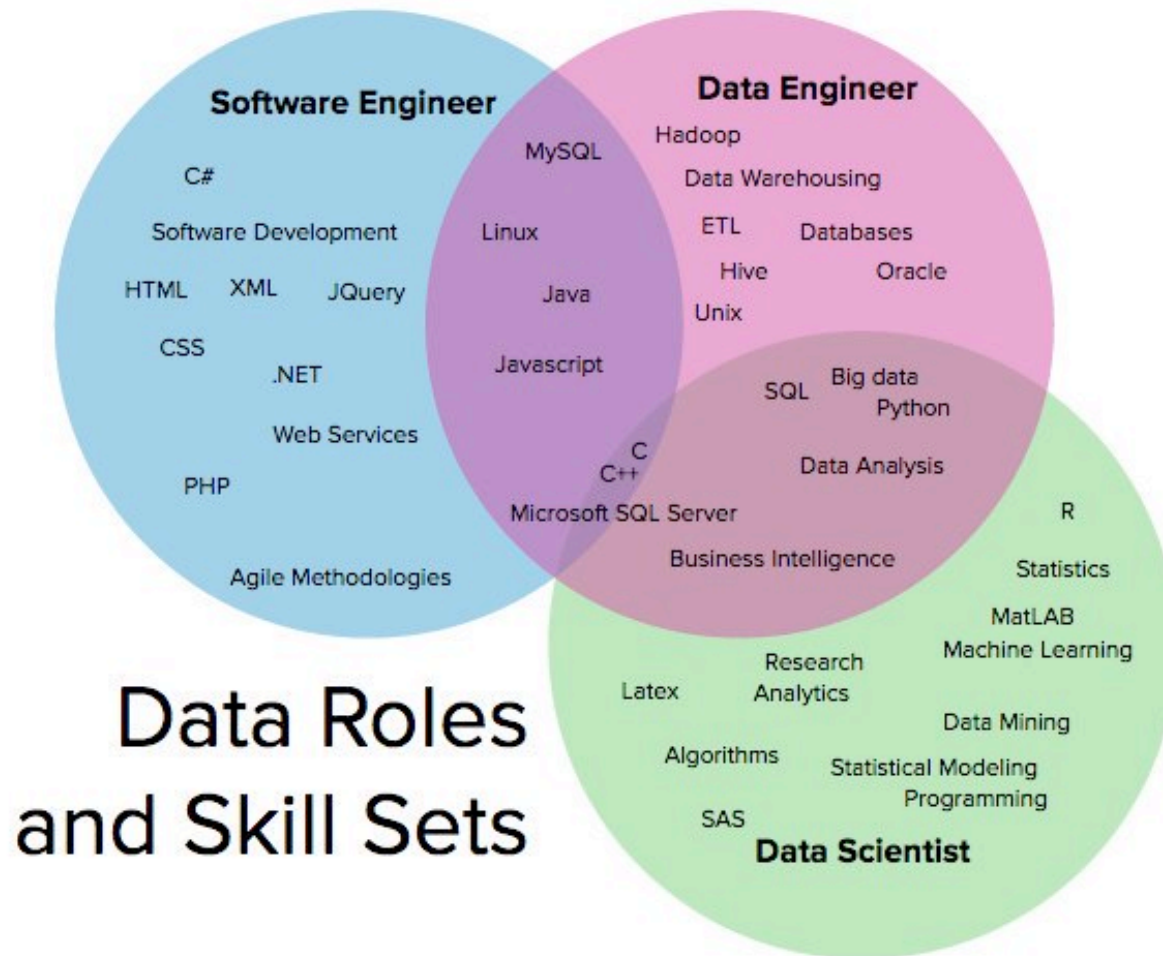 Software Engineer
C#
Software Development
HTML
XML
JQuery
CSS
.NET
Web Services
PHP
Agile Methodologies
MySQL
Linux
Java
Javascript
C
C++
Microsoft SQL Server
Data Engineer
Hadoop
Data Warehousing
ETL
Databases
Hive
Oracle
Unix
SQL
Big data
Python
Data Analysis
Business Intelligence
R
Statistics
MatLAB
Machine Learning
Research
Latex
Analytics
Data Mining
Algorithms
Statistical Modeling
Programming
SAS
Data Scientist
Data Roles
and Skill Sets